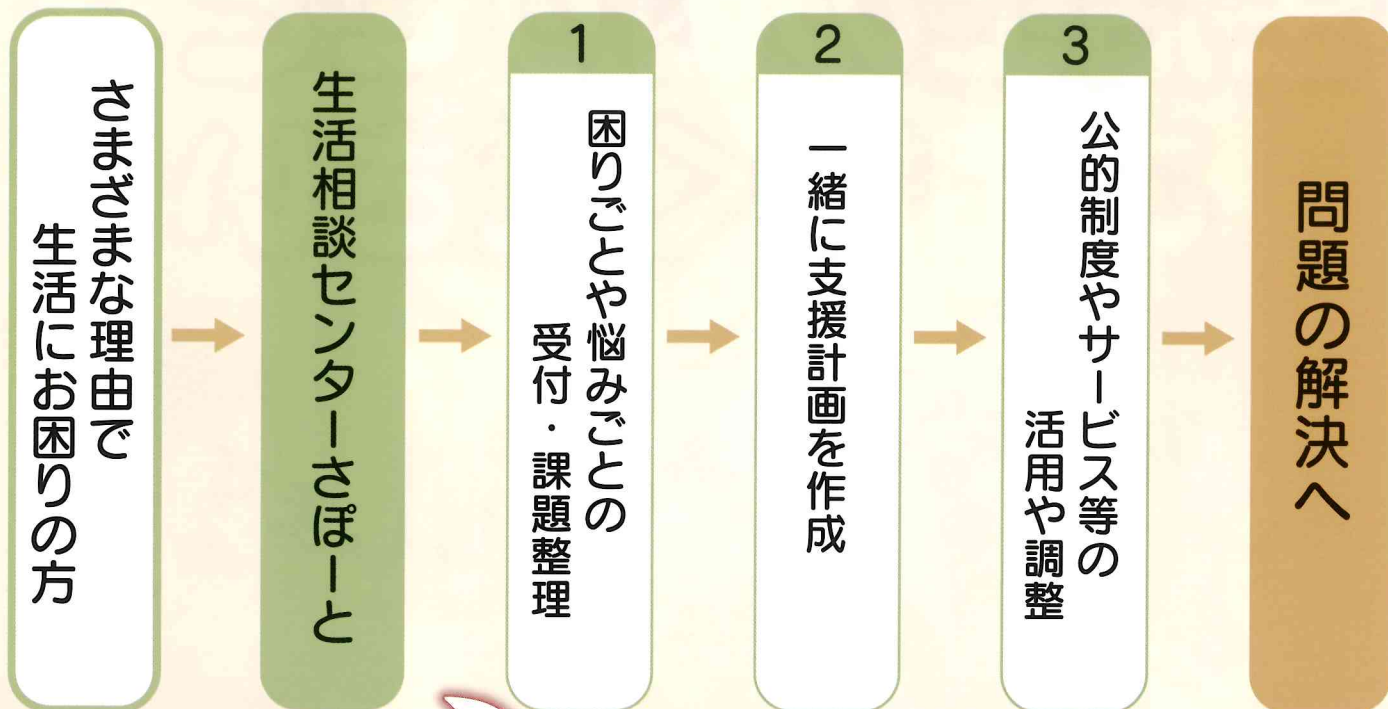 さまざまな理由で
生活にお困りの方
生活相談センターさぽーと
1
困りごとや悩みごとの
受付・課題整理
2
一緒に支援計画を作成
3
公的制度やサービス等の
活用や調整
問題の解決へ